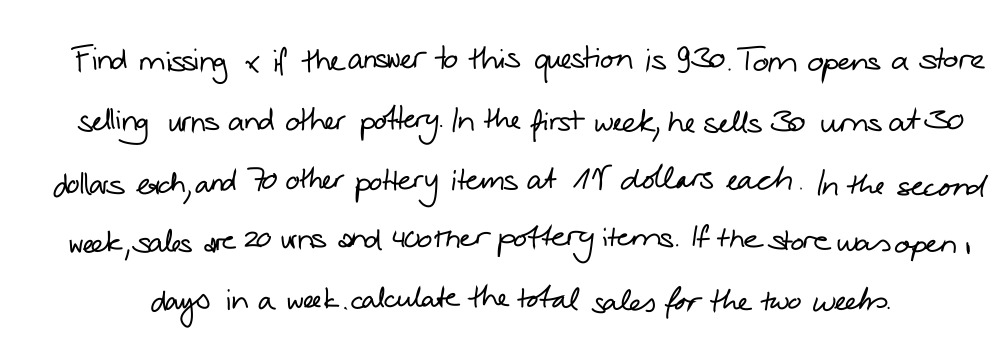 Find missing x if the answer to this question is 930. Tom opens a store
selling urns and other pottery. In the first week, he sells 30 urns at 30
dollars each, and 70 other pottery items at dollars each. In the second
week, sales are 20 urns and 40 other pottery items. If the store was open
days in a week. calculate the total sales for the two weeks.